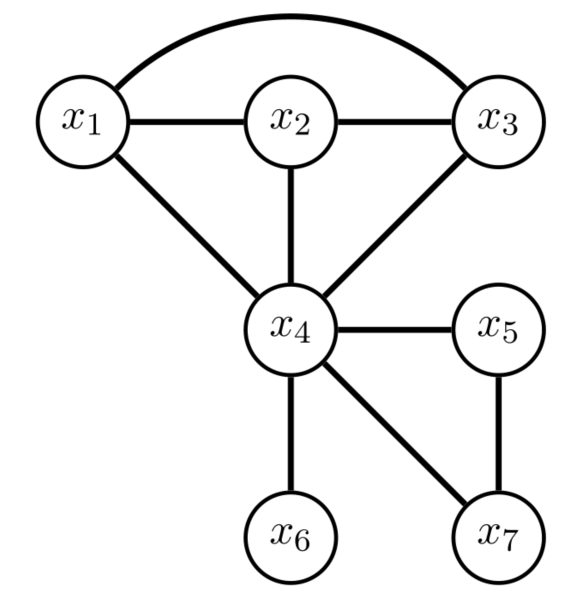 x₁ x₂ x₃
x₄ x₅
x₆ x₇